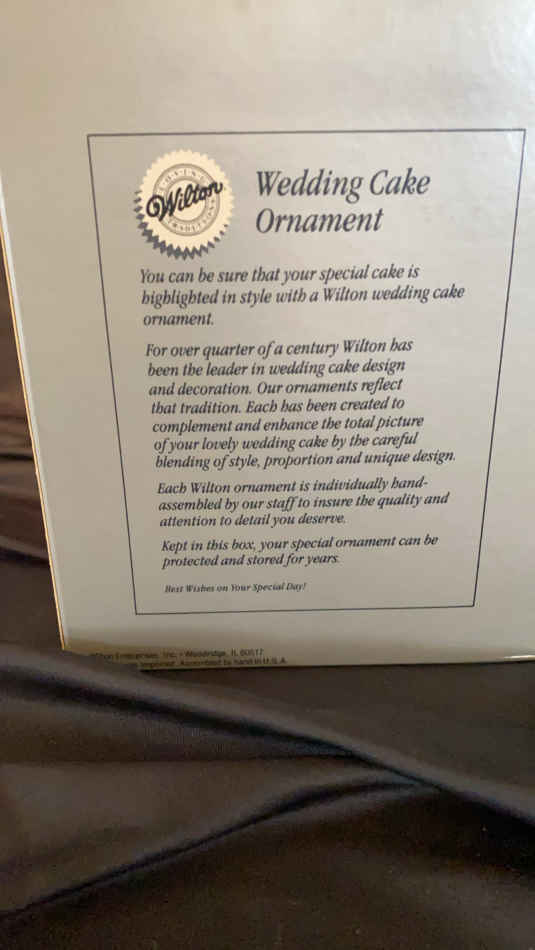 LOVING
Wilton
TRADITIONS
Wedding Cake
Ornament
You can be sure that your special cake is
highlighted in style with a Wilton wedding cake
ornament.
For over quarter of a century Wilton has
been the leader in wedding cake design
and decoration. Our ornaments reflect
that tradition. Each has been created to
complement and enhance the total picture
of your lovely wedding cake by the careful
blending of style, proportion and unique design.
Each Wilton ornament is individually hand-
assembled by our staff to insure the quality and
attention to detail you deserve.
Kept in this box, your special ornament can be
protected and stored for years.
Best Wishes on Your Special Day!
Enterprises, Inc. • Woodridge, IL 60517
Imported. Assembled by hand in U.S.A.